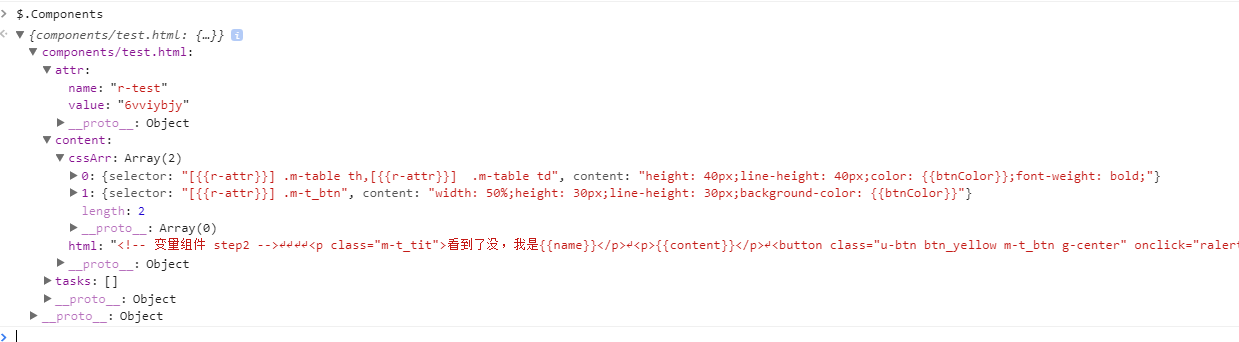 $.Components
{components/test.html: {…}} i
components/test.html:
attr:
name: "r-test"
value: "6vviybjy"
__proto__: Object
content:
cssArr: Array(2)
0: {selector: "[{{r-attr}}] .m-table th,[{{r-attr}}]  .m-table td", content: "height: 40px;line-height: 40px;color: {{btnColor}};font-weight: bold;"}
1: {selector: "[{{r-attr}}] .m-t_btn", content: "width: 50%;height: 30px;line-height: 30px;background-color: {{btnColor}}"}
length: 2
__proto__: Array(0)
html: "<!-- 变量组件 step2 -->↵↵↵↵<p class="m-t_tit">看到了没，我是{{name}}</p>↵<p>{{content}}</p>↵<button class="u-btn btn_yellow m-t_btn g-center" onclick="ralert
__proto__: Object
tasks: []
__proto__: Object
__proto__: Object